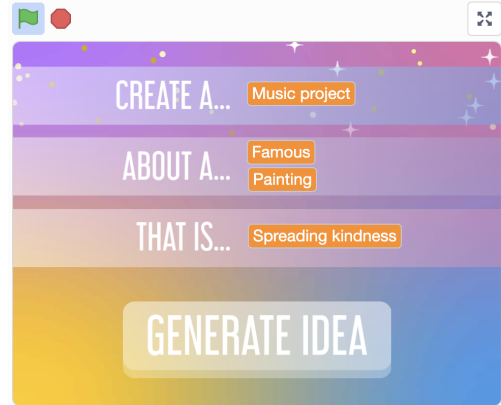 CREATE A... Music project
ABOUT A... Famous
Painting
THAT IS... Spreading kindness
GENERATE IDEA